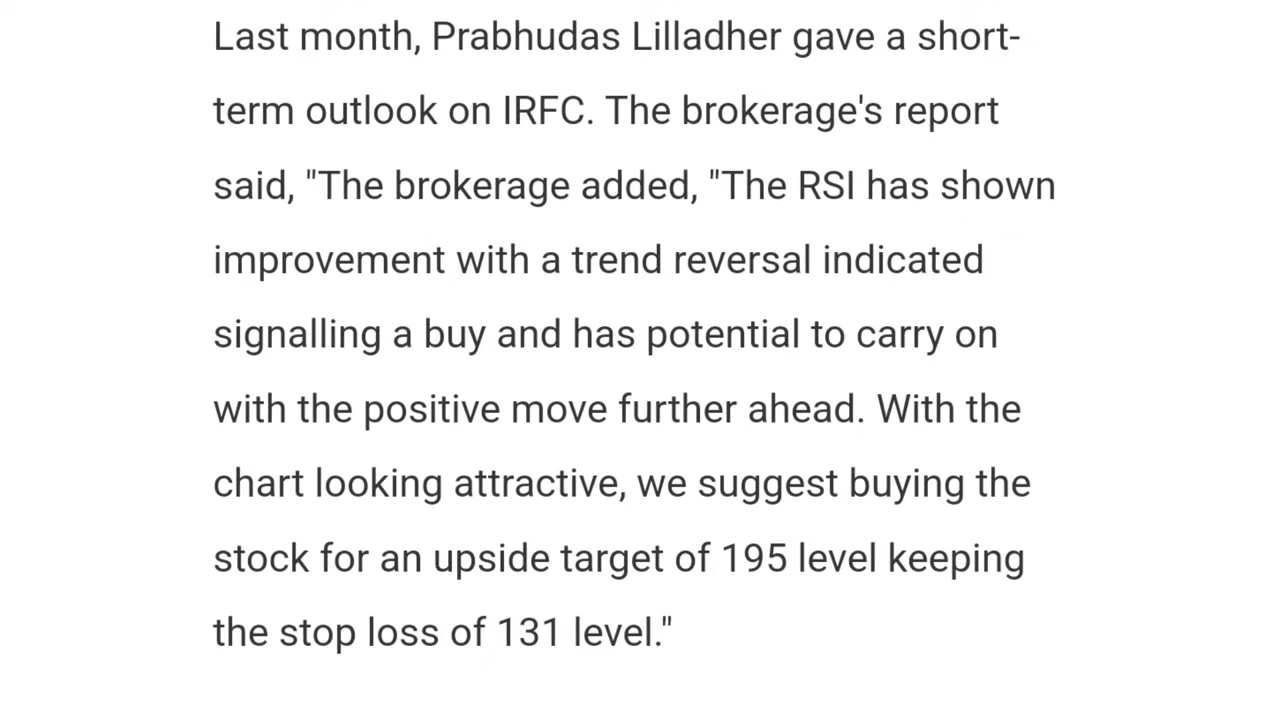 Last month, Prabhudas Lilladher gave a short-
term outlook on IRFC. The brokerage's report
said, "The brokerage added, "The RSI has shown
improvement with a trend reversal indicated
signalling a buy and has potential to carry on
with the positive move further ahead. With the
chart looking attractive, we suggest buying the
stock for an upside target of 195 level keeping
the stop loss of 131 level."